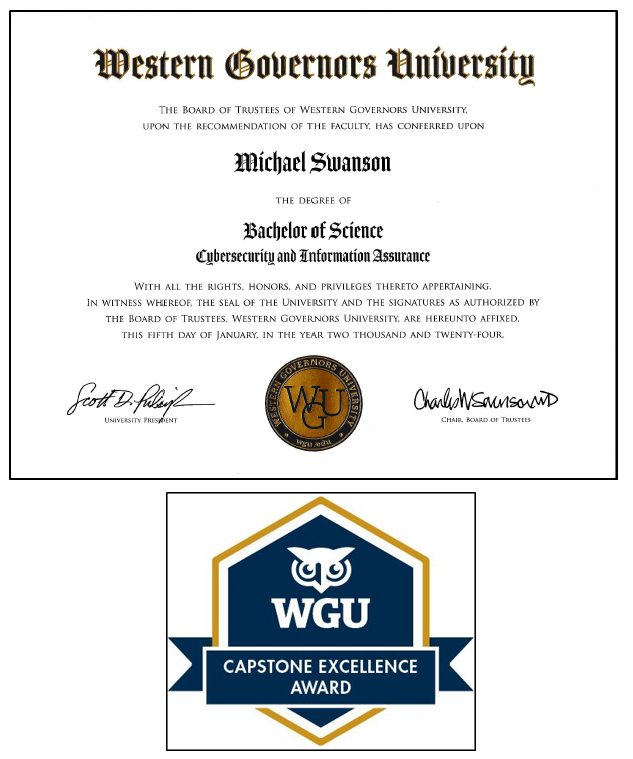 Western Governors University
The Board of Trustees of Western Governors University,
upon the recommendation of the faculty, has conferred upon
Michael Swanson
the degree of
Bachelor of Science
Cybersecurity and Information Assurance
With all the rights, honors, and privileges thereto appertaining.
In witness whereof, the seal of the University and the signatures as authorized by
the Board of Trustees, Western Governors University, are hereunto affixed,
this fifth day of January, in the year two thousand and twenty-four.
Scott D. Pulsipher
University President
WESTERN GOVERNORS UNIVERSITY
WGU
wgu.edu
Charles W Sorenson MD
Chair, Board of Trustees
WGU
CAPSTONE EXCELLENCE
AWARD